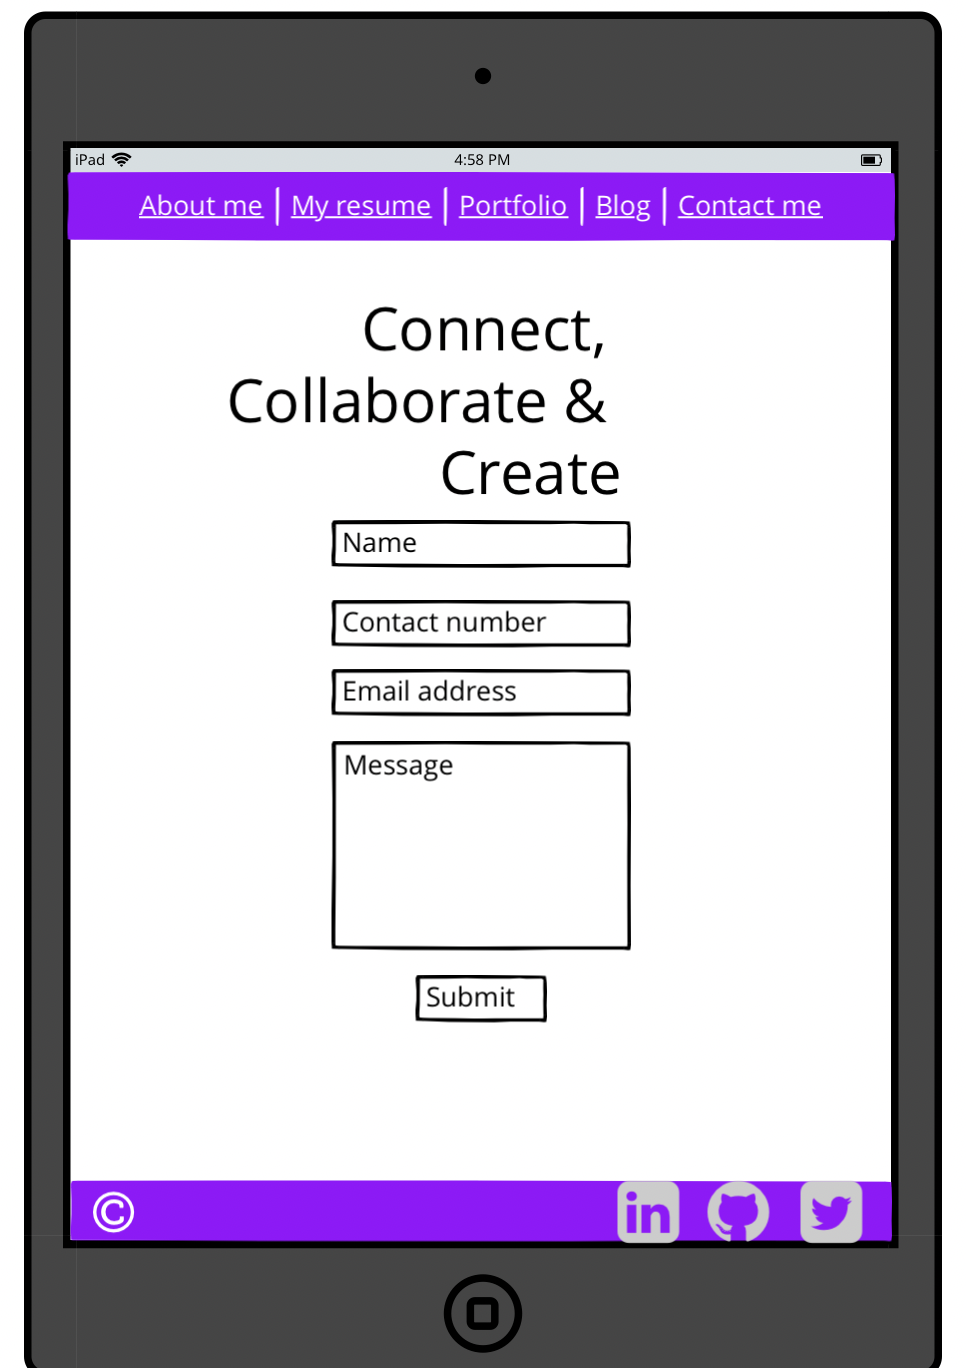 iPad 4:58 PM
About me | My resume | Portfolio | Blog | Contact me
Connect,
Collaborate &
Create
Name
Contact number
Email address
Message
Submit
© in